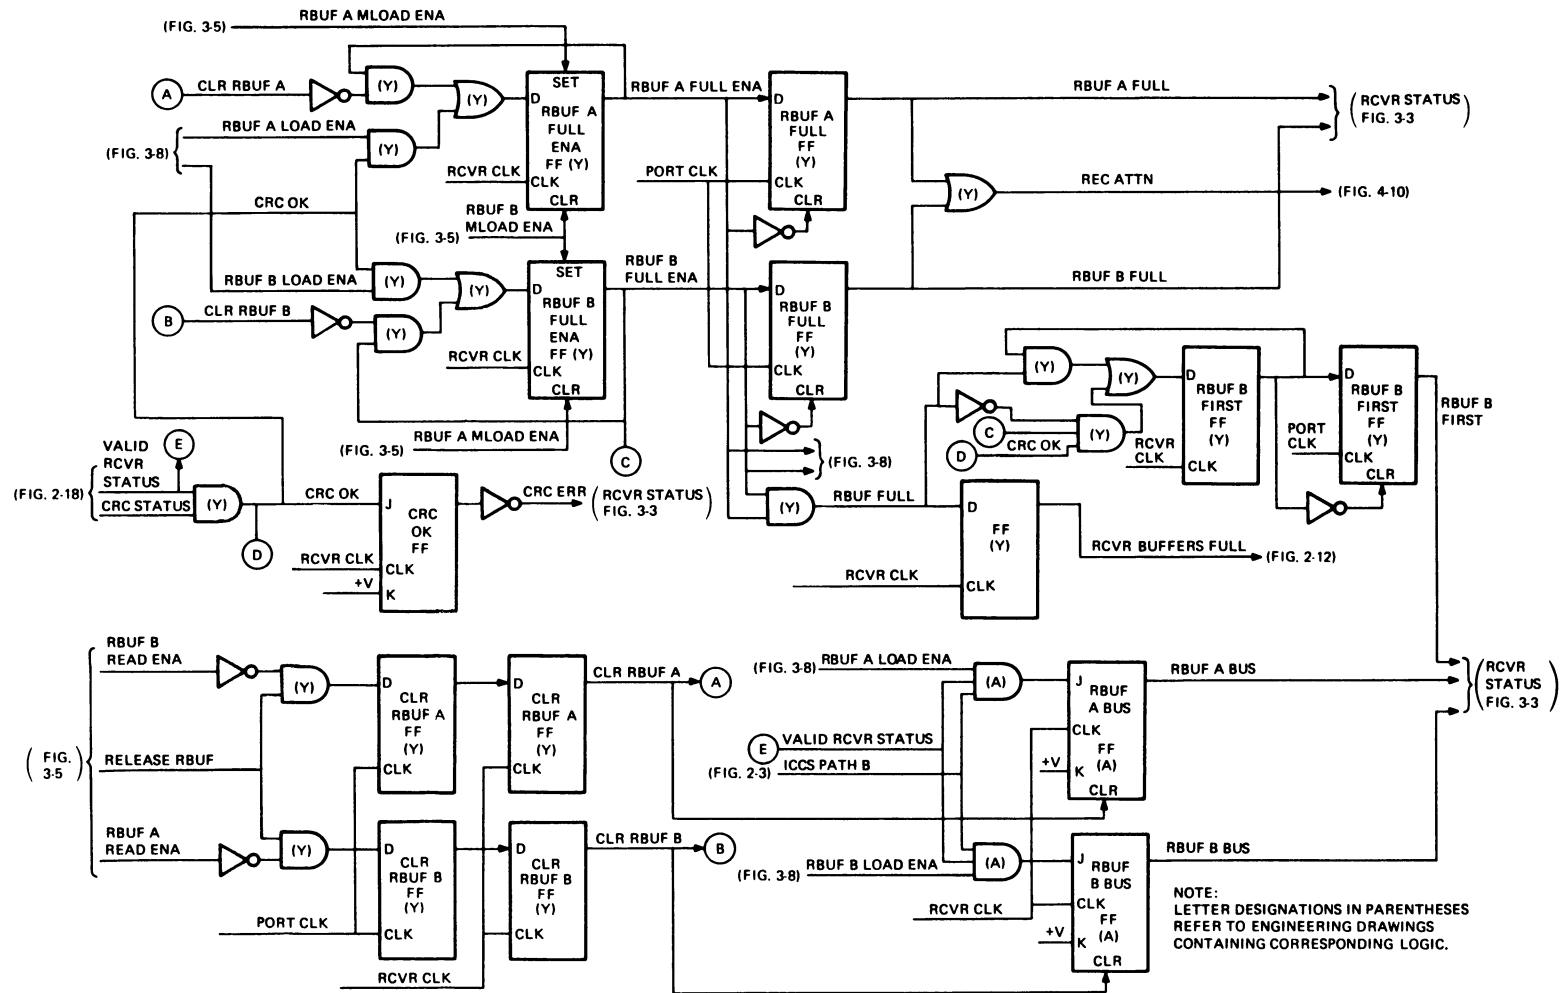 RBUF A MLOAD ENA
(FIG. 3-5)
A
CLR RBUF A
(Y)
(Y)
SET
D
RBUF A
FULL
ENA
FF (Y)
CLK
CLR
RBUF A FULL ENA
D
RBUF A
FULL
FF
(Y)
CLK
CLR
RBUF A FULL
(RCVR STATUS
FIG. 3-3)
RBUF A LOAD ENA
(FIG. 3-8)
(Y)
RCVR CLK
PORT CLK
CRC OK
RBUF B
MLOAD ENA
(FIG. 3-5)
(Y)
REC ATTN
(FIG. 4-10)
RBUF B LOAD ENA
(Y)
(Y)
B
CLR RBUF B
(Y)
SET
D
RBUF B
FULL
ENA
FF (Y)
CLK
CLR
RCVR CLK
RBUF B
FULL ENA
D
RBUF B
FULL
FF
(Y)
CLK
CLR
RBUF B FULL
RBUF A MLOAD ENA
(FIG. 3-5)
C
(FIG. 3-8)
(Y)
(Y)
C
D
CRC OK
(Y)
D
RBUF B
FIRST
FF
(Y)
CLK
RCVR
CLK
PORT
CLK
D
RBUF B
FIRST
FF
(Y)
CLK
CLR
RBUF B
FIRST
VALID
RCVR
STATUS
E
(FIG. 2-18)
CRC STATUS
(Y)
D
CRC OK
J
CRC
OK
FF
CLK
K
RCVR CLK
+V
CRC ERR
(RCVR STATUS
FIG. 3-3)
(Y)
RBUF FULL
D
FF
(Y)
CLK
RCVR CLK
RCVR BUFFERS FULL
(FIG. 2-12)
RBUF B
READ ENA
(Y)
D
CLR
RBUF A
FF
(Y)
CLK
D
CLR
RBUF A
FF
(Y)
CLK
CLR RBUF A
A
(FIG.
3-5)
RELEASE RBUF
RBUF A
READ ENA
(Y)
D
CLR
RBUF B
FF
(Y)
CLK
D
CLR
RBUF B
FF
(Y)
CLK
CLR RBUF B
B
PORT CLK
RCVR CLK
(FIG. 3-8)
RBUF A LOAD ENA
(A)
J
RBUF
A BUS
CLK
FF
(A)
K
CLR
+V
RBUF A BUS
(RCVR
STATUS
FIG. 3-3)
E
VALID RCVR STATUS
(FIG. 2-3)
ICCS PATH B
RBUF B LOAD ENA
(FIG. 3-8)
(A)
J
RBUF
B BUS
CLK
FF
(A)
K
CLR
RCVR CLK
+V
RBUF B BUS
NOTE:
LETTER DESIGNATIONS IN PARENTHESES
REFER TO ENGINEERING DRAWINGS
CONTAINING CORRESPONDING LOGIC.